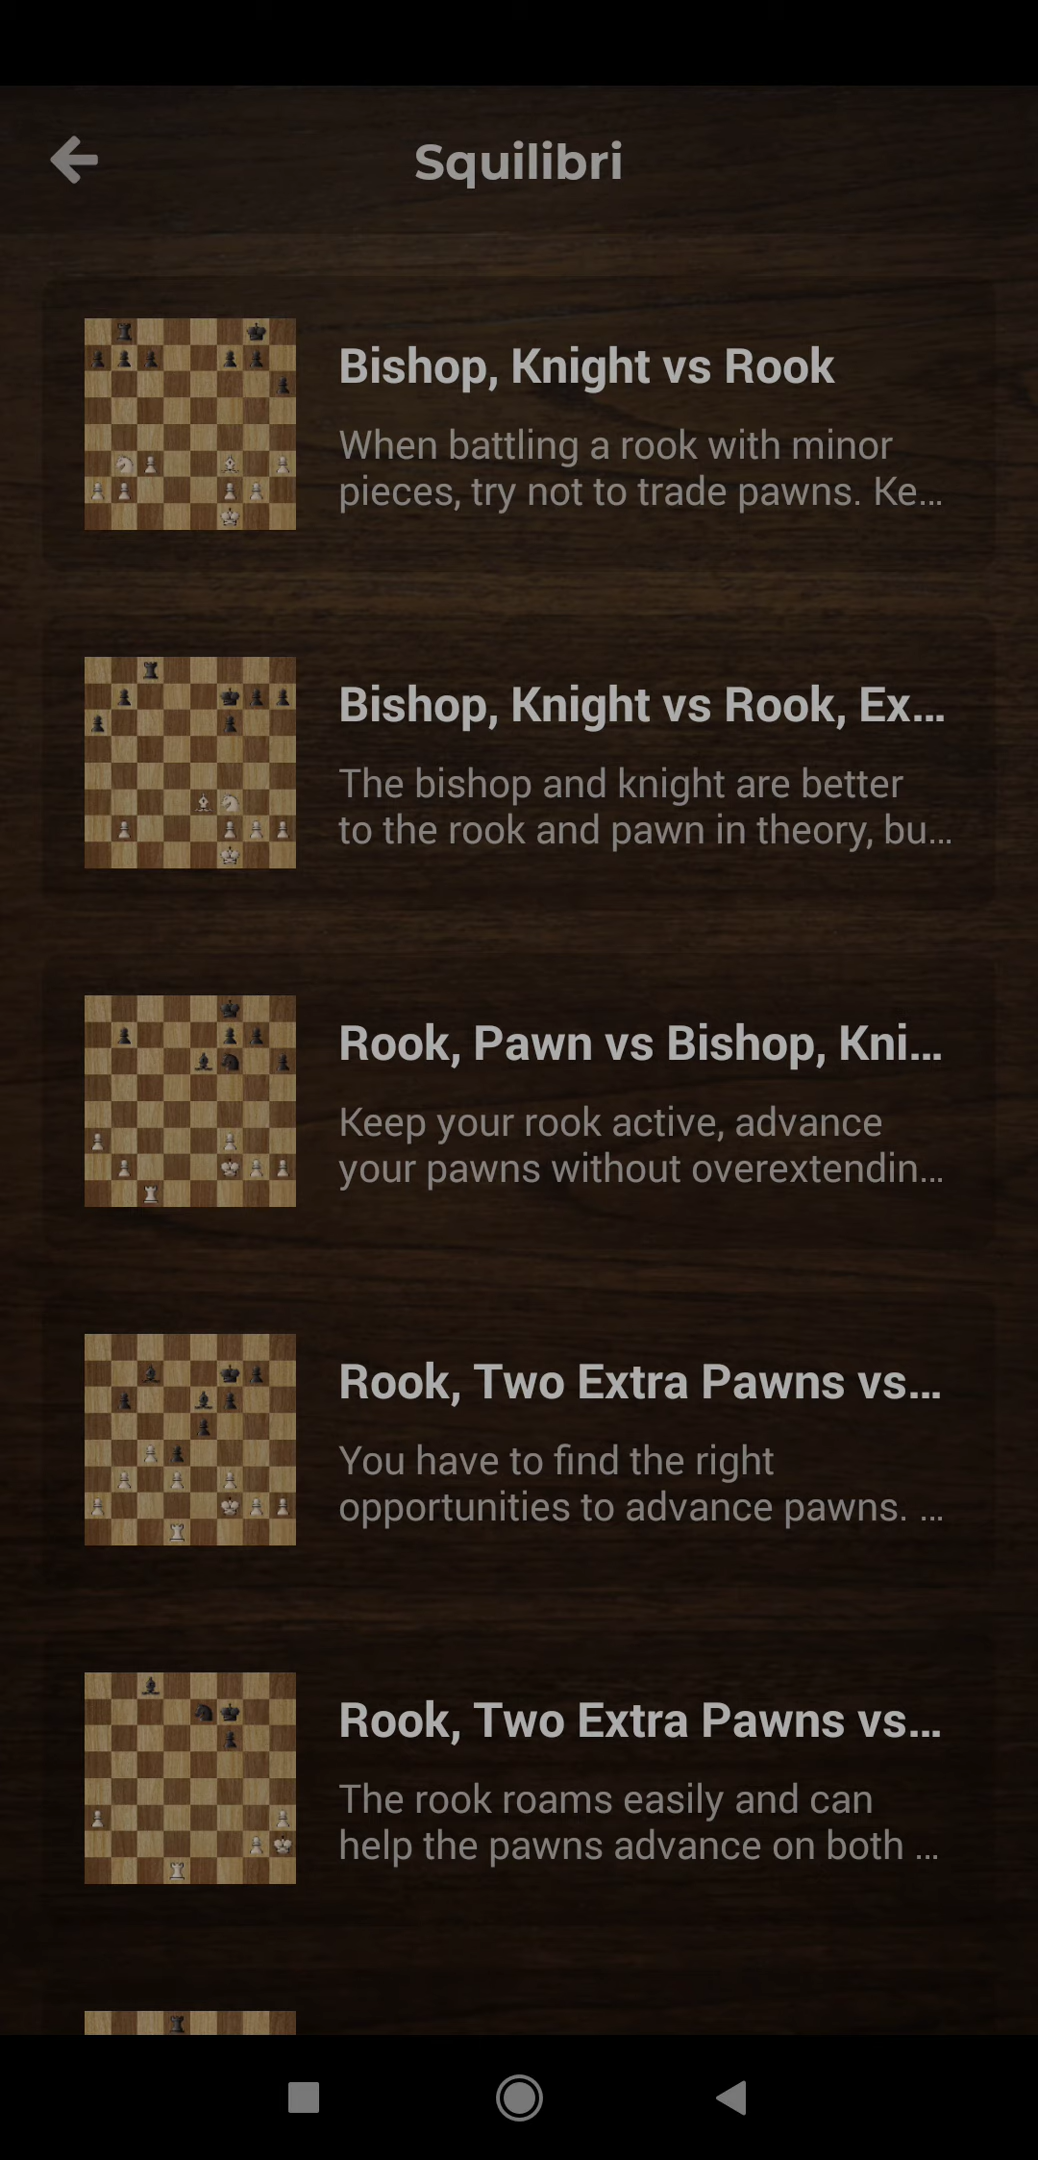 Squilibri
Bishop, Knight vs Rook
When battling a rook with minor
pieces, try not to trade pawns. Ke...
Bishop, Knight vs Rook, Ex...
The bishop and knight are better
to the rook and pawn in theory, bu...
Rook, Pawn vs Bishop, Kni...
Keep your rook active, advance
your pawns without overextendin...
Rook, Two Extra Pawns vs...
You have to find the right
opportunities to advance pawns. ...
Rook, Two Extra Pawns vs...
The rook roams easily and can
help the pawns advance on both ...